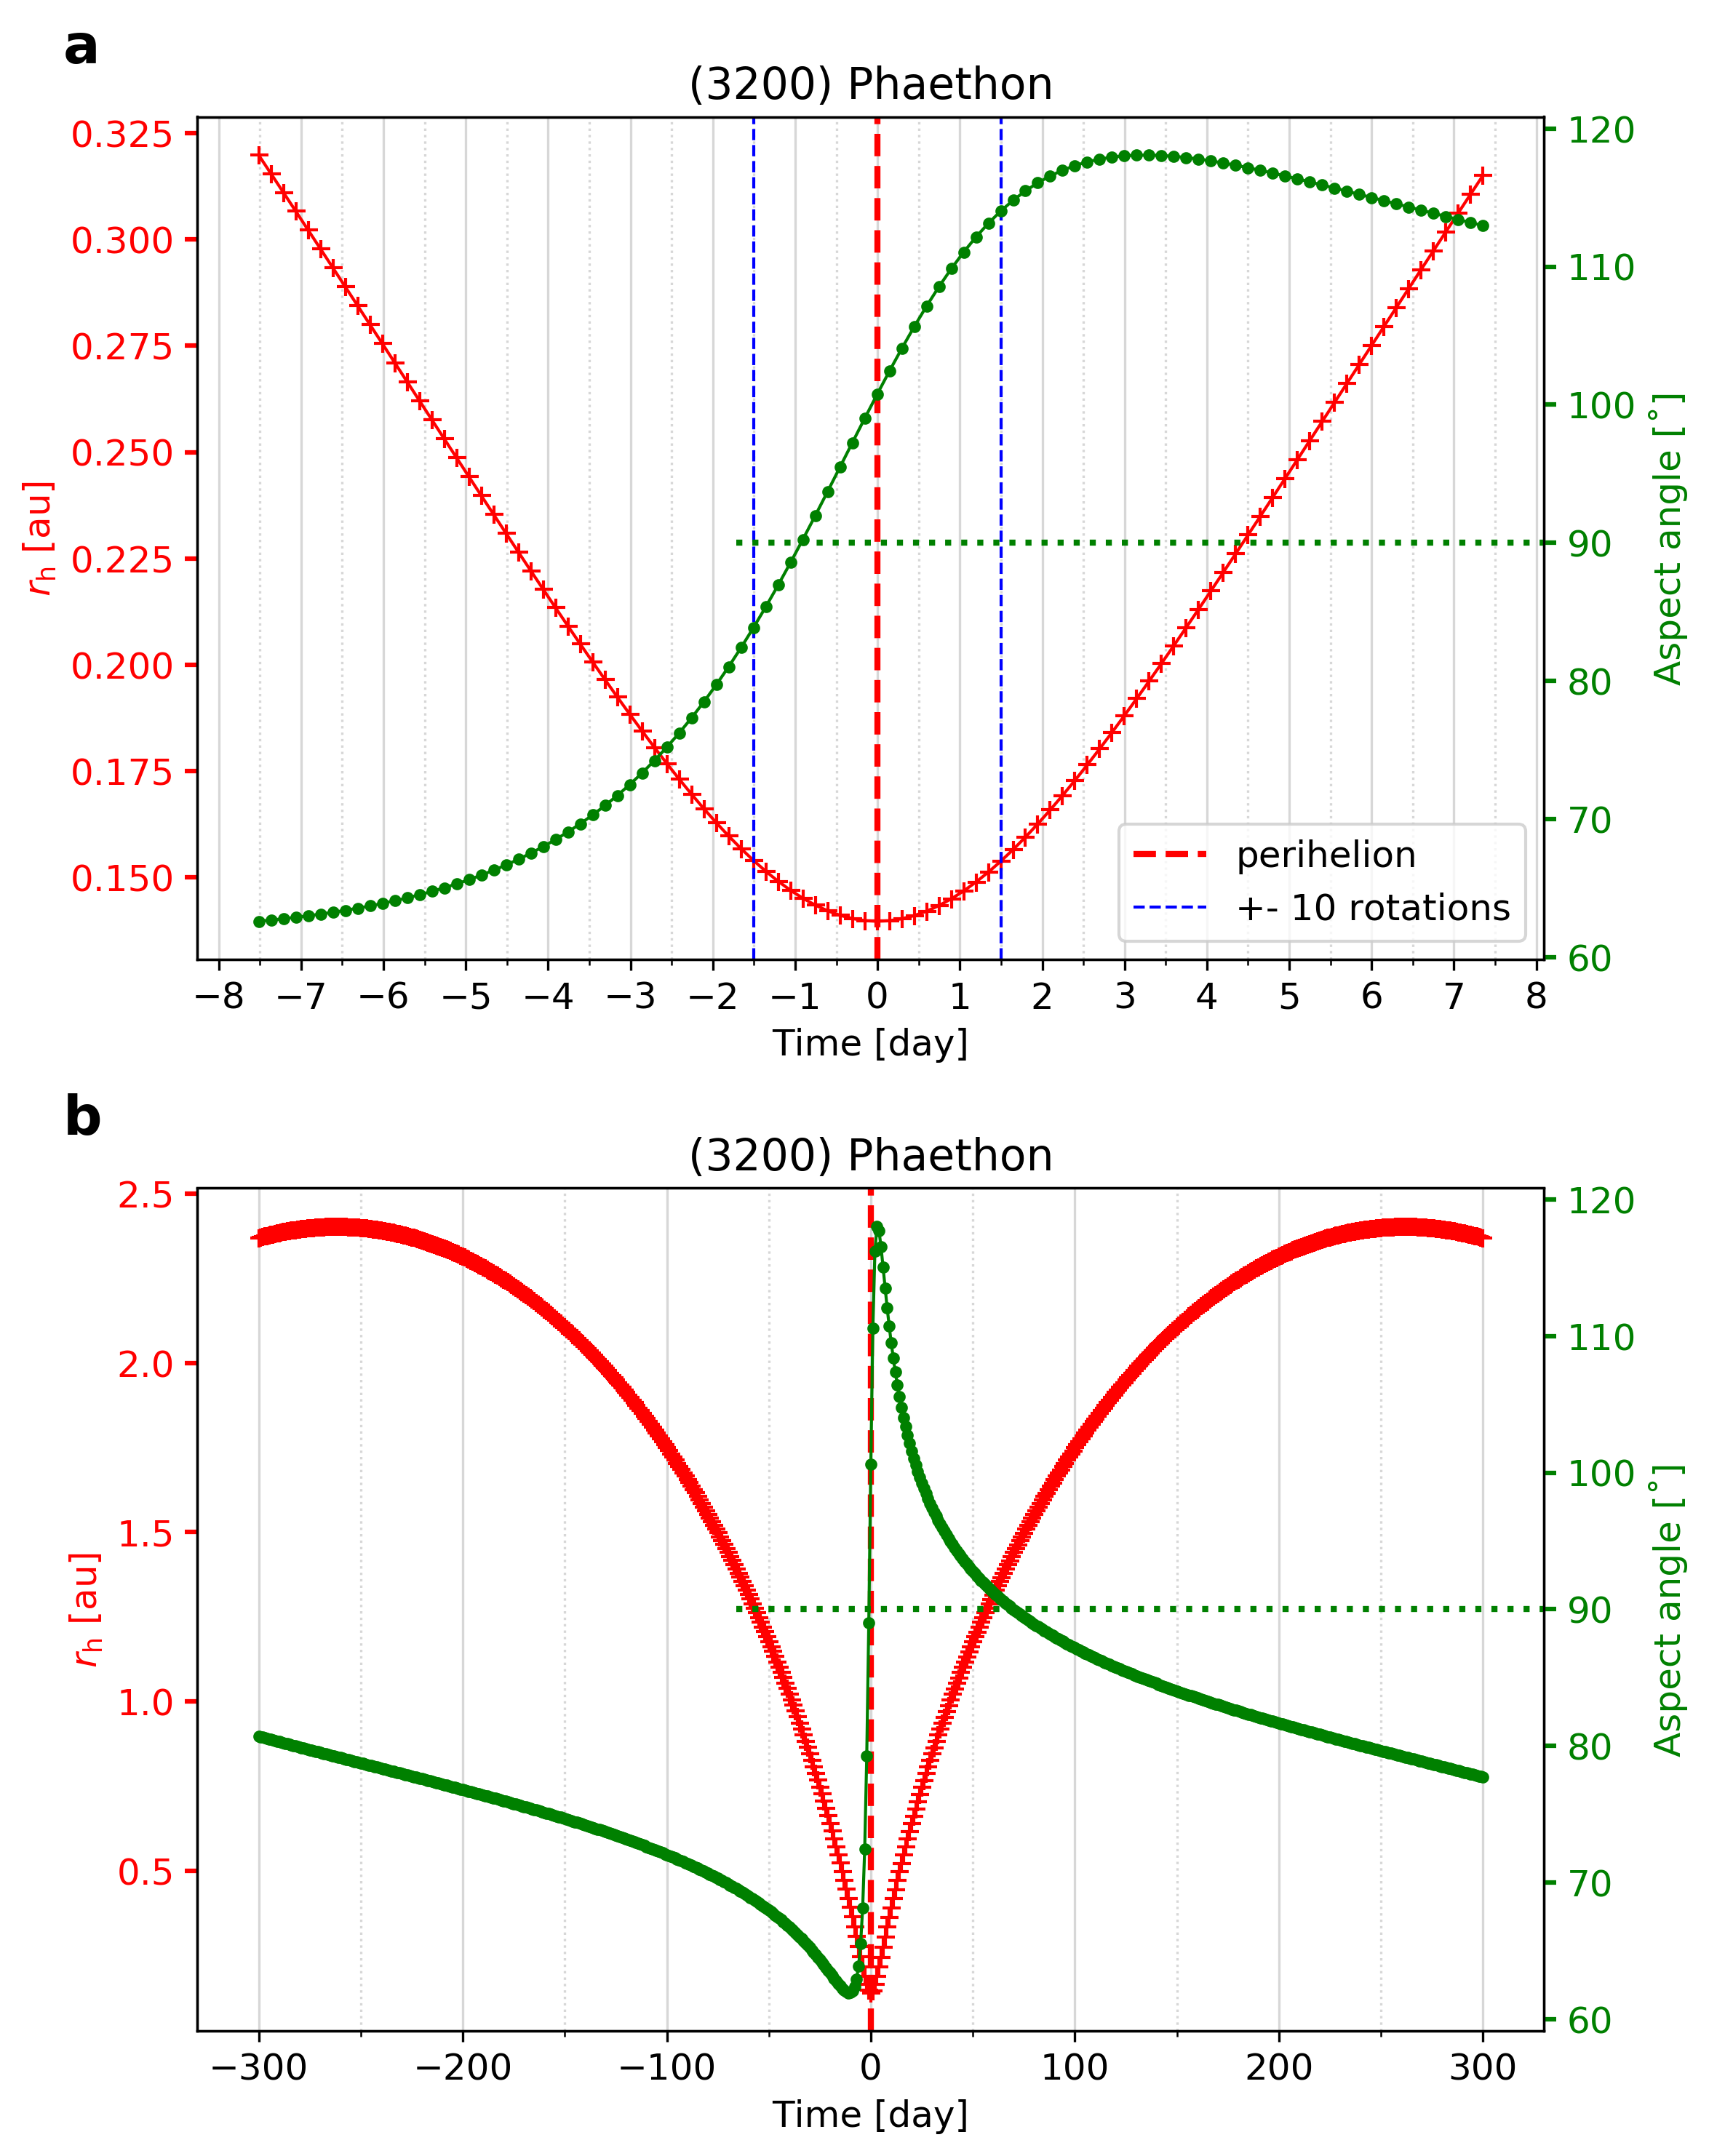 a
(3200) Phaethon
0.325
0.300
0.275
0.250
0.225
0.200
0.175
0.150
rh [au]
120
110
100
90
80
70
60
Aspect angle [°]
perihelion
+- 10 rotations
−8 −7 −6 −5 −4 −3 −2 −1 0 1 2 3 4 5 6 7 8
Time [day]
b
(3200) Phaethon
2.5
2.0
1.5
1.0
0.5
rh [au]
120
110
100
90
80
70
60
Aspect angle [°]
−300 −200 −100 0 100 200 300
Time [day]